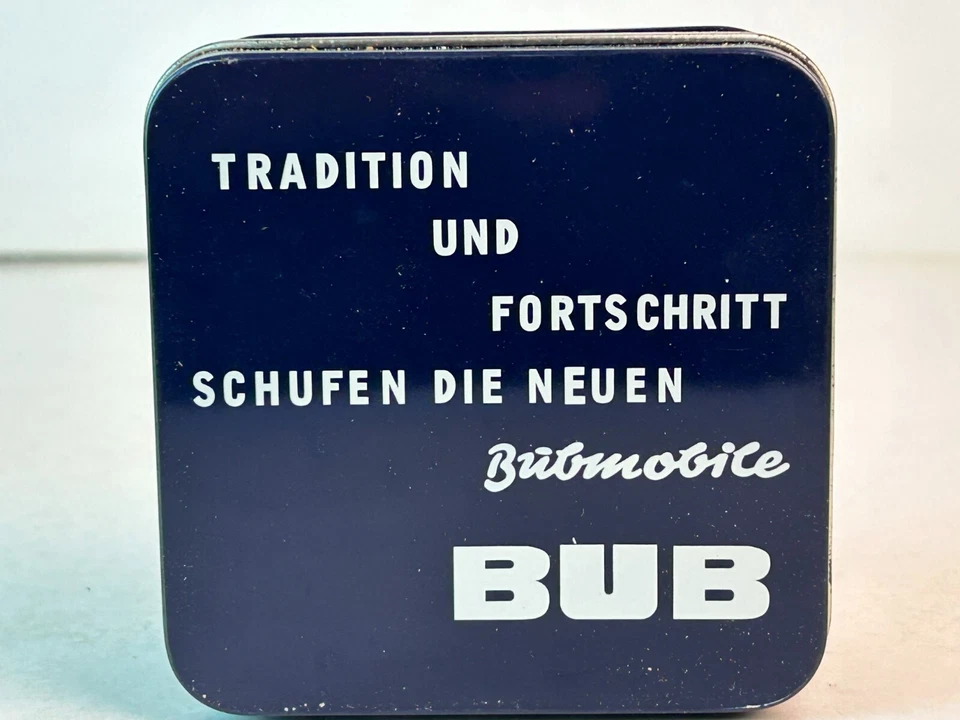 TRADITION
UND
FORTSCHRITT
SCHUFEN DIE NEUEN
Bubmobile
BUB